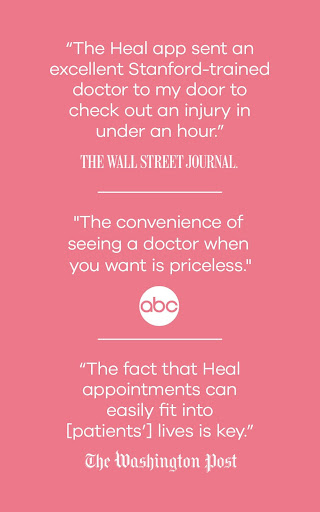 “The Heal app sent an
excellent Stanford-trained
doctor to my door to
check out an injury in
under an hour.”
THE WALL STREET JOURNAL.
"The convenience of
seeing a doctor when
you want is priceless."
abc
“The fact that Heal
appointments can
easily fit into
[patients’] lives is key.”
The Washington Post